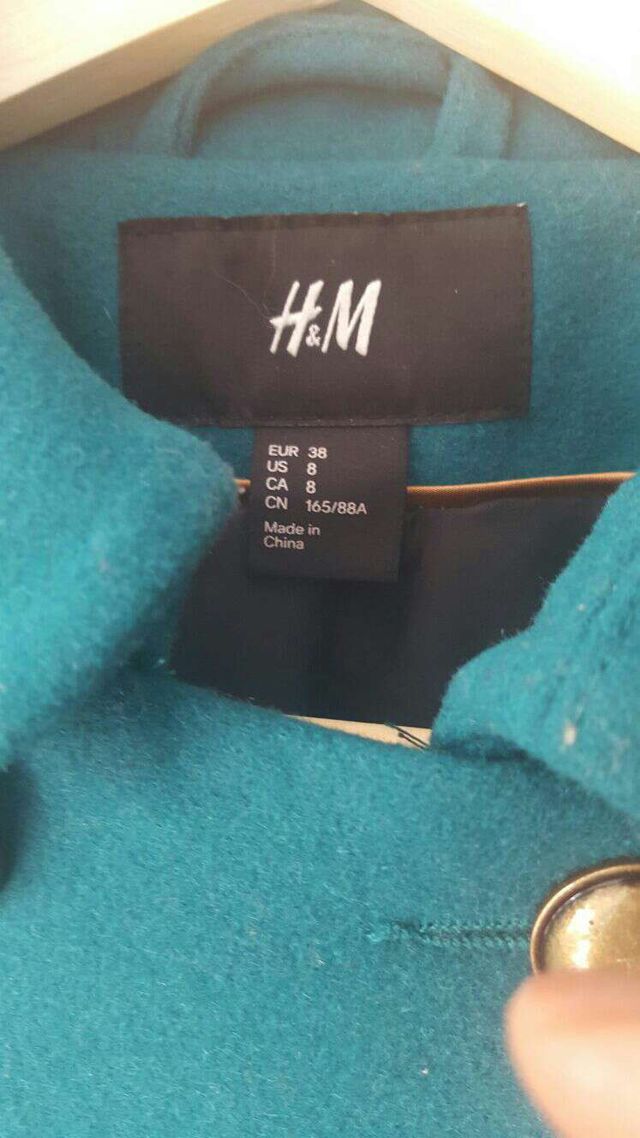 H&M
EUR 38
US 8
CA 8
CN 165/88A
Made in
China